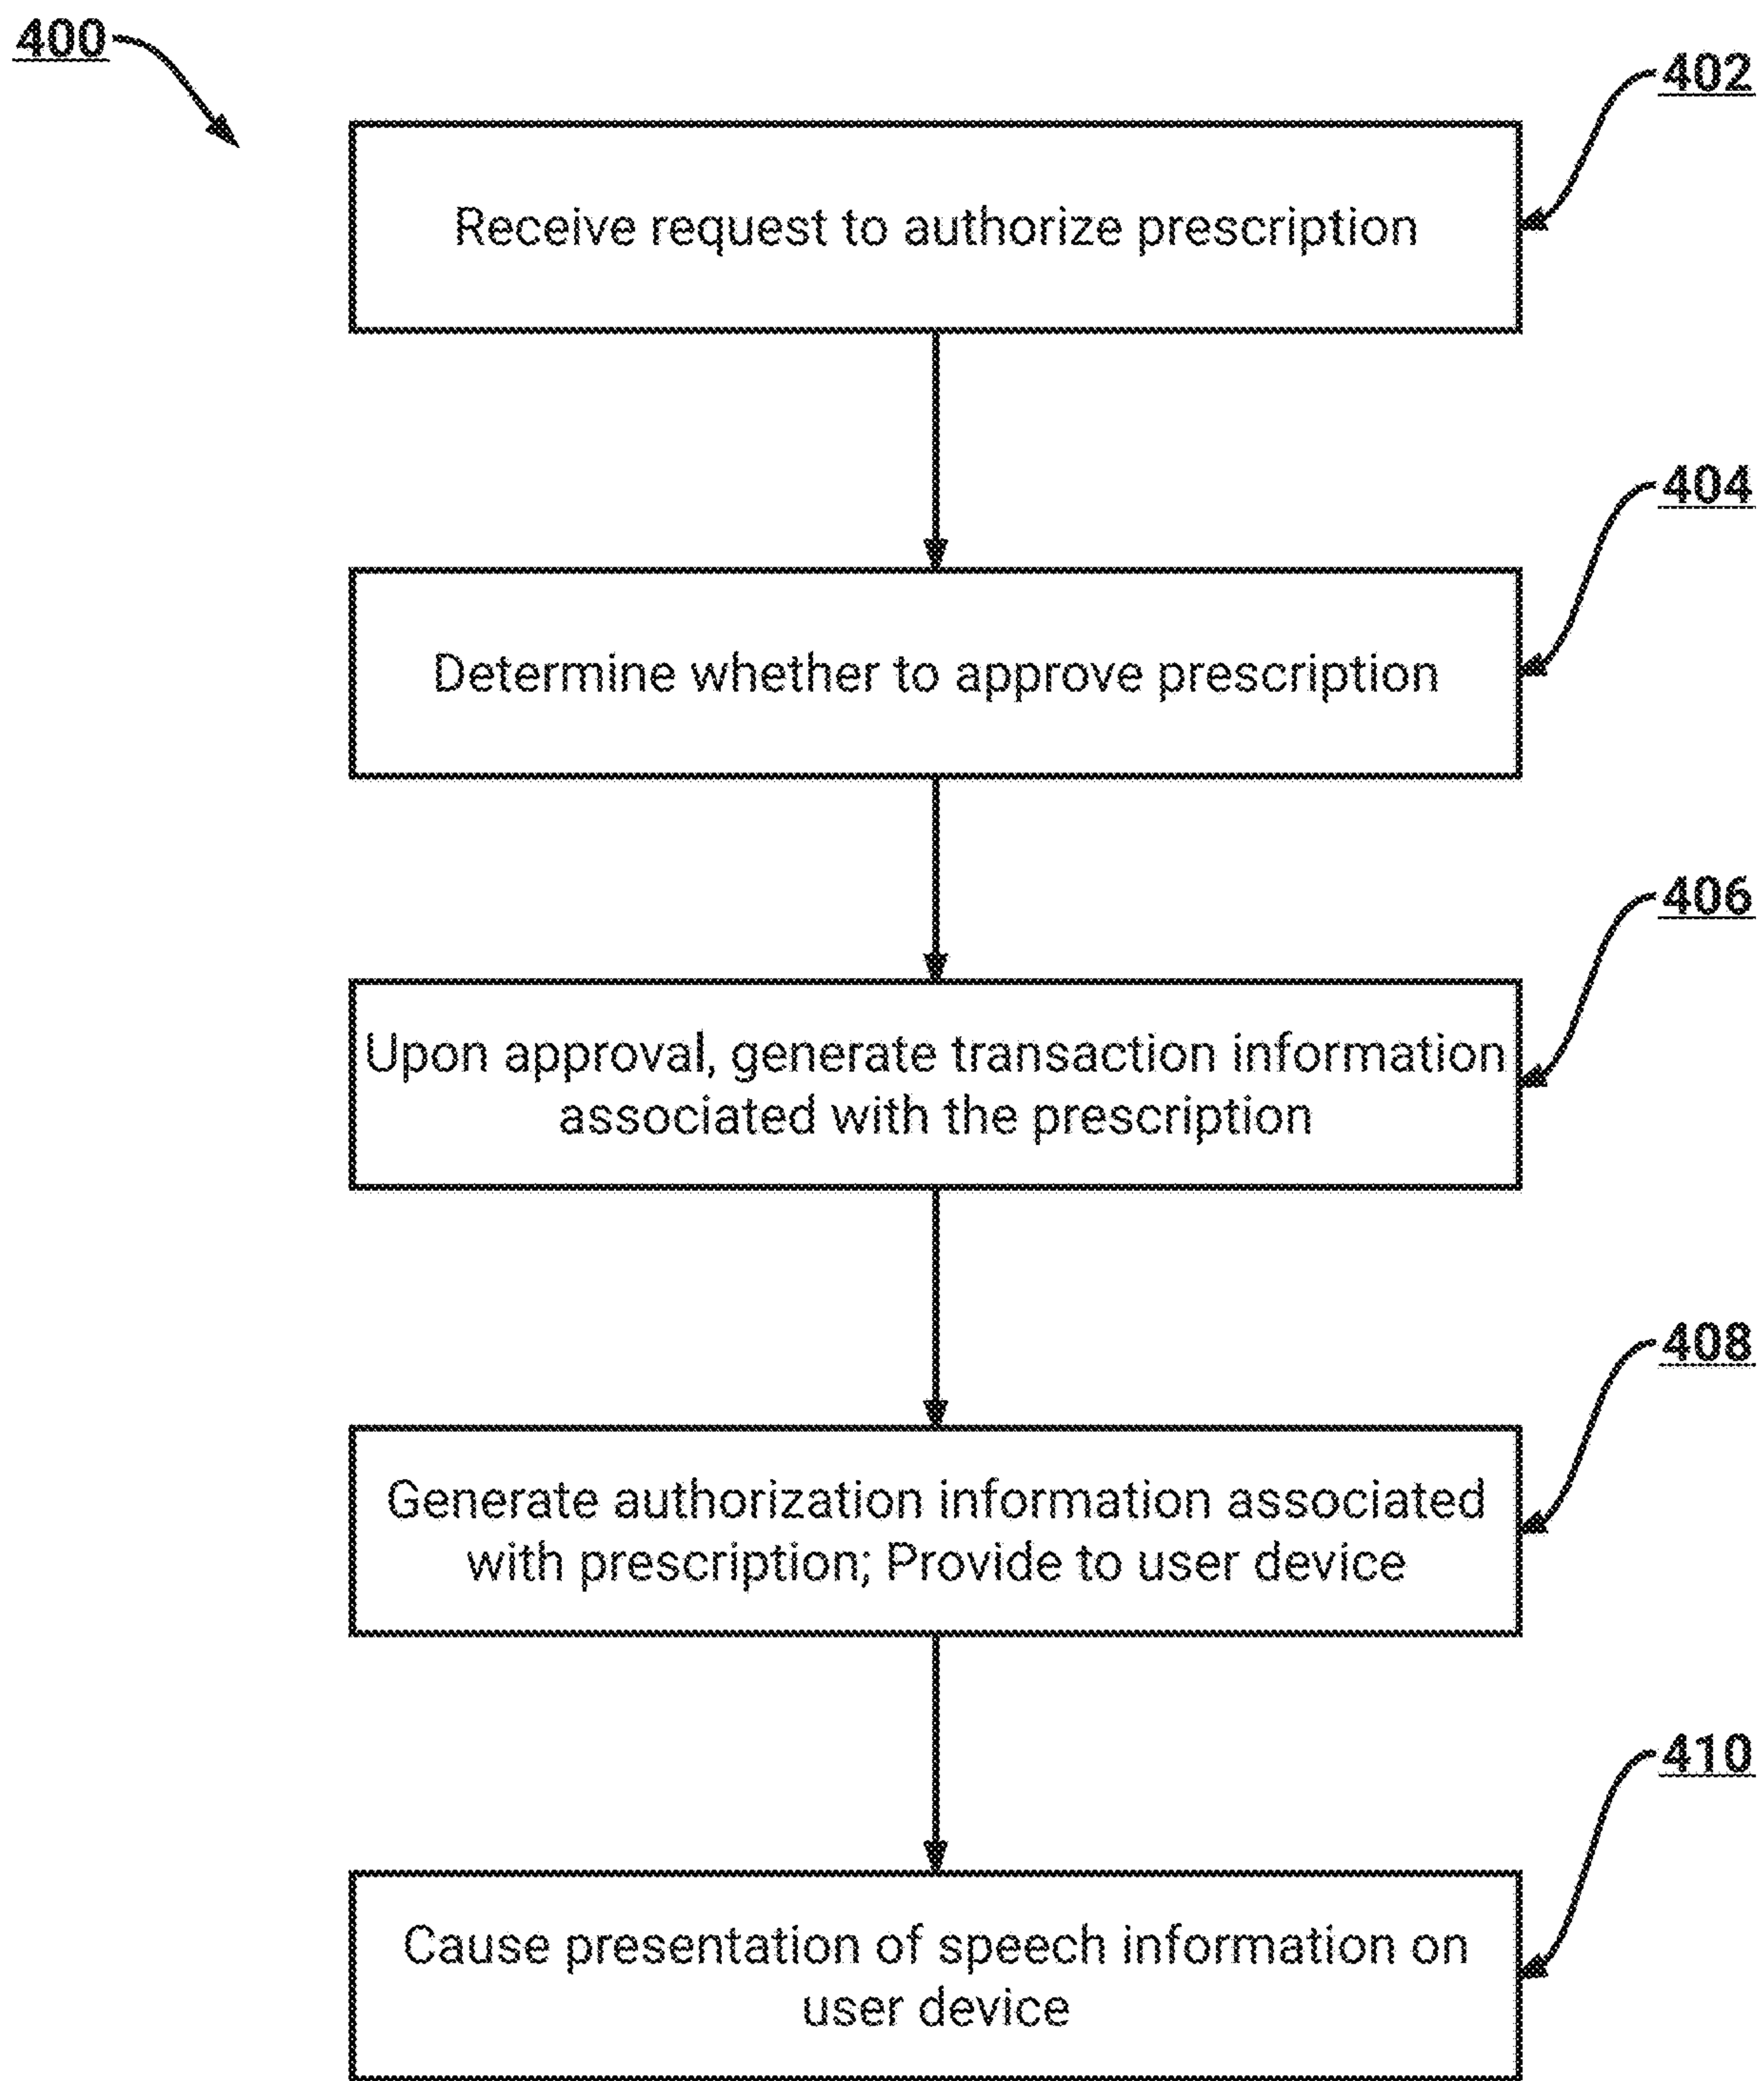 400
402
Receive request to authorize prescription
404
Determine whether to approve prescription
406
Upon approval, generate transaction information
associated with the prescription
408
Generate authorization information associated
with prescription; Provide to user device
410
Cause presentation of speech information on
user device